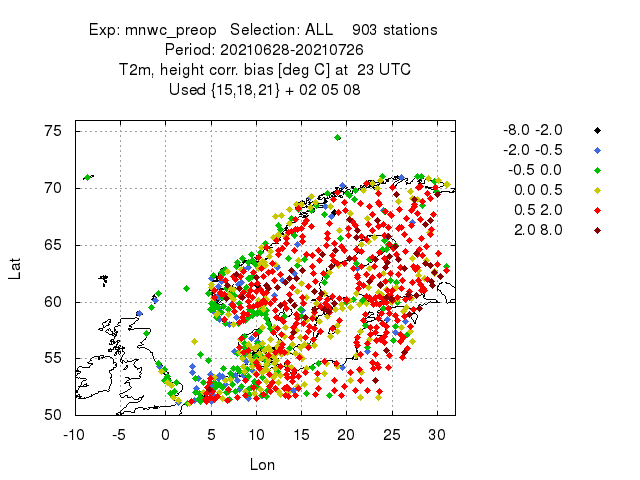 Exp: mnwc_preop   Selection: ALL    903 stations
Period: 20210628-20210726
T2m, height corr. bias [deg C] at  23 UTC
Used {15,18,21} + 02 05 08
-8.0 -2.0
-2.0 -0.5
-0.5 0.0
0.0 0.5
0.5 2.0
2.0 8.0
75
70
65
60
55
50
Lat
-10 -5 0 5 10 15 20 25 30
Lon